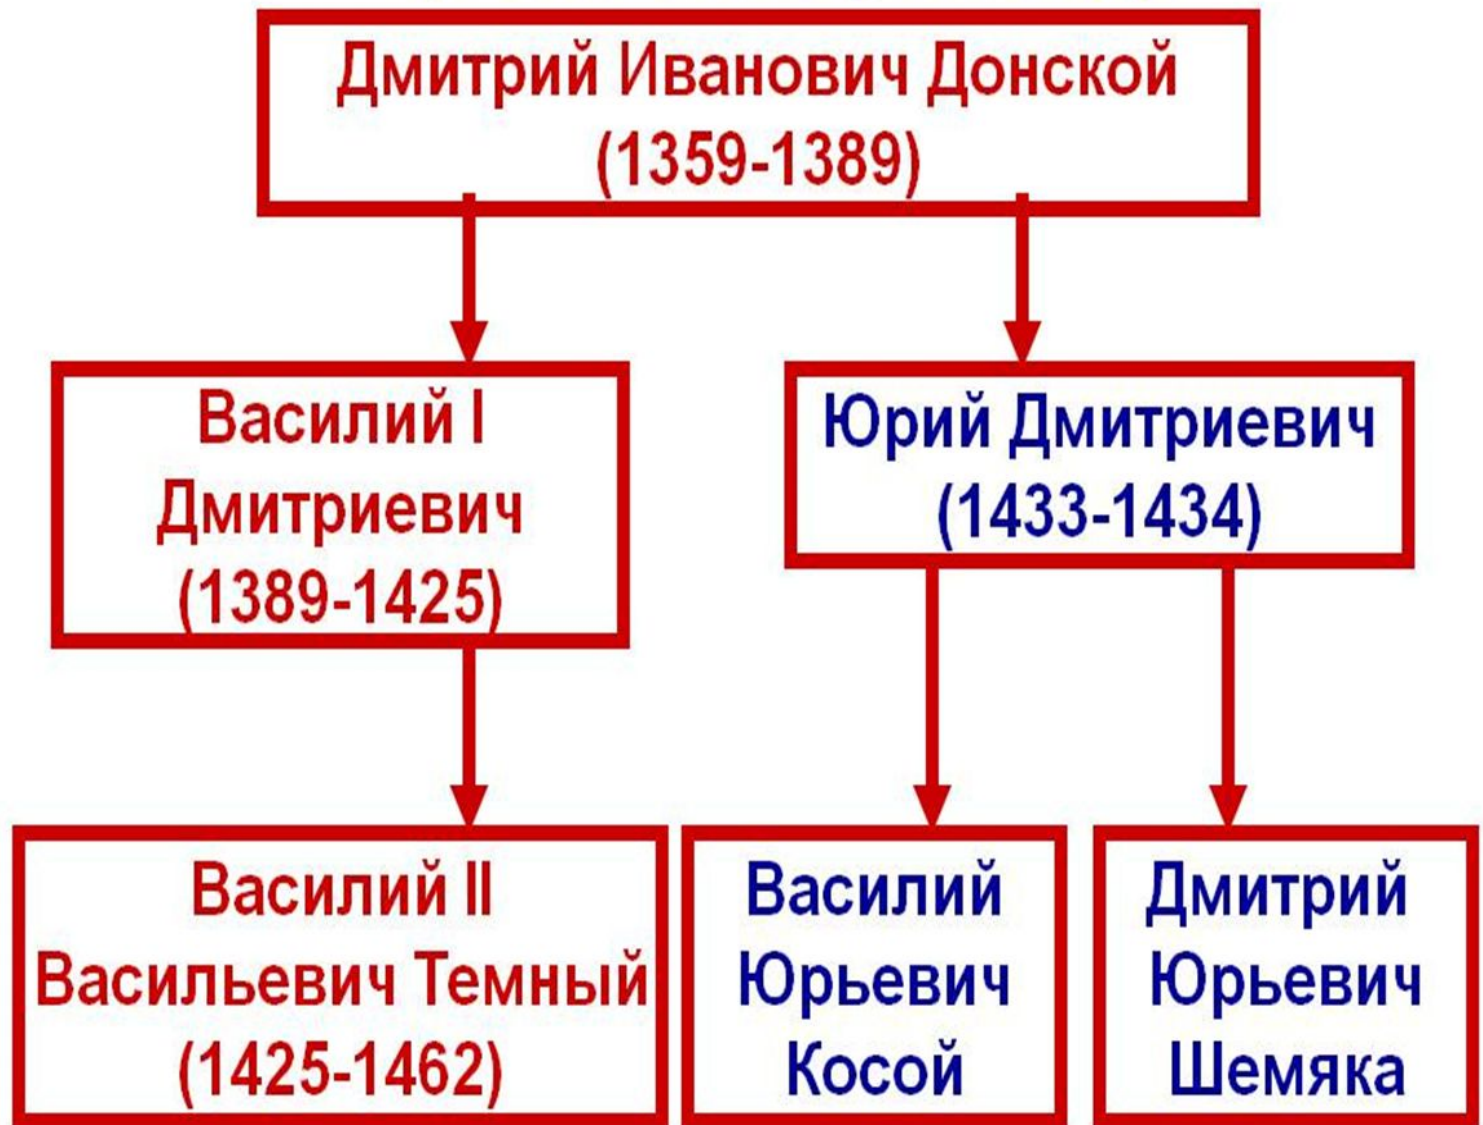 Дмитрий Иванович Донской
(1359-1389)
Василий I
Дмитриевич
(1389-1425)
Юрий Дмитриевич
(1433-1434)
Василий II
Васильевич Темный
(1425-1462)
Василий
Юрьевич
Косой
Дмитрий
Юрьевич
Шемяка